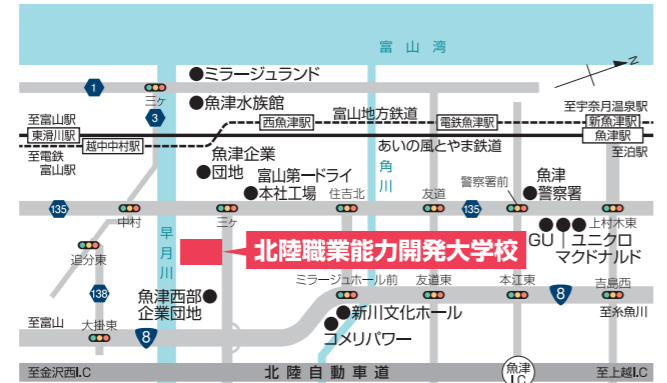 富山湾
Z
ミラージュランド
1
三ケ
3
魚津水族館
至宇奈月温泉駅
至富山駅
西魚津駅
富山地方鉄道
電鉄魚津駅
新魚津駅
東滑川駅
魚津駅
越中中村駅
あいの風とやま鉄道
至泊駅
至電鉄
富山駅
魚津企業
団地
富山第一ドライ
本社工場
角川
警察署前
魚津
警察署
住吉北
友道
135
中村
三ケ
135
上村木東
GU
ユニクロ
マクドナルド
早月川
北陸職業能力開発大学校
追分東
138
魚津西部
企業団地
ミラージュホール前
友道東
本江東
8
吉島西
至富山
大掛東
8
新川文化ホール
コメリパワー
至糸魚川
至金沢西I.C
北陸自動車道
魚津
I.C
至上越I.C